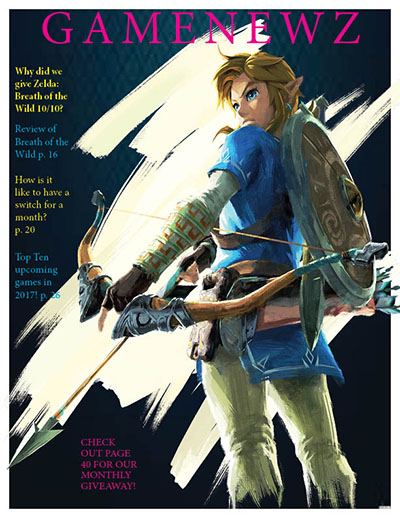 GAMENEWZ
Why did we
give Zelda:
Breath of the
Wild 10/10?
Review of
Breath of the
Wild p. 16
How is it
like to have a
switch for a
month?
p. 20
Top Ten
upcoming
games in
2017! p. 26
CHECK
OUT PAGE
40 FOR OUR
MONTHLY
GIVEAWAY!